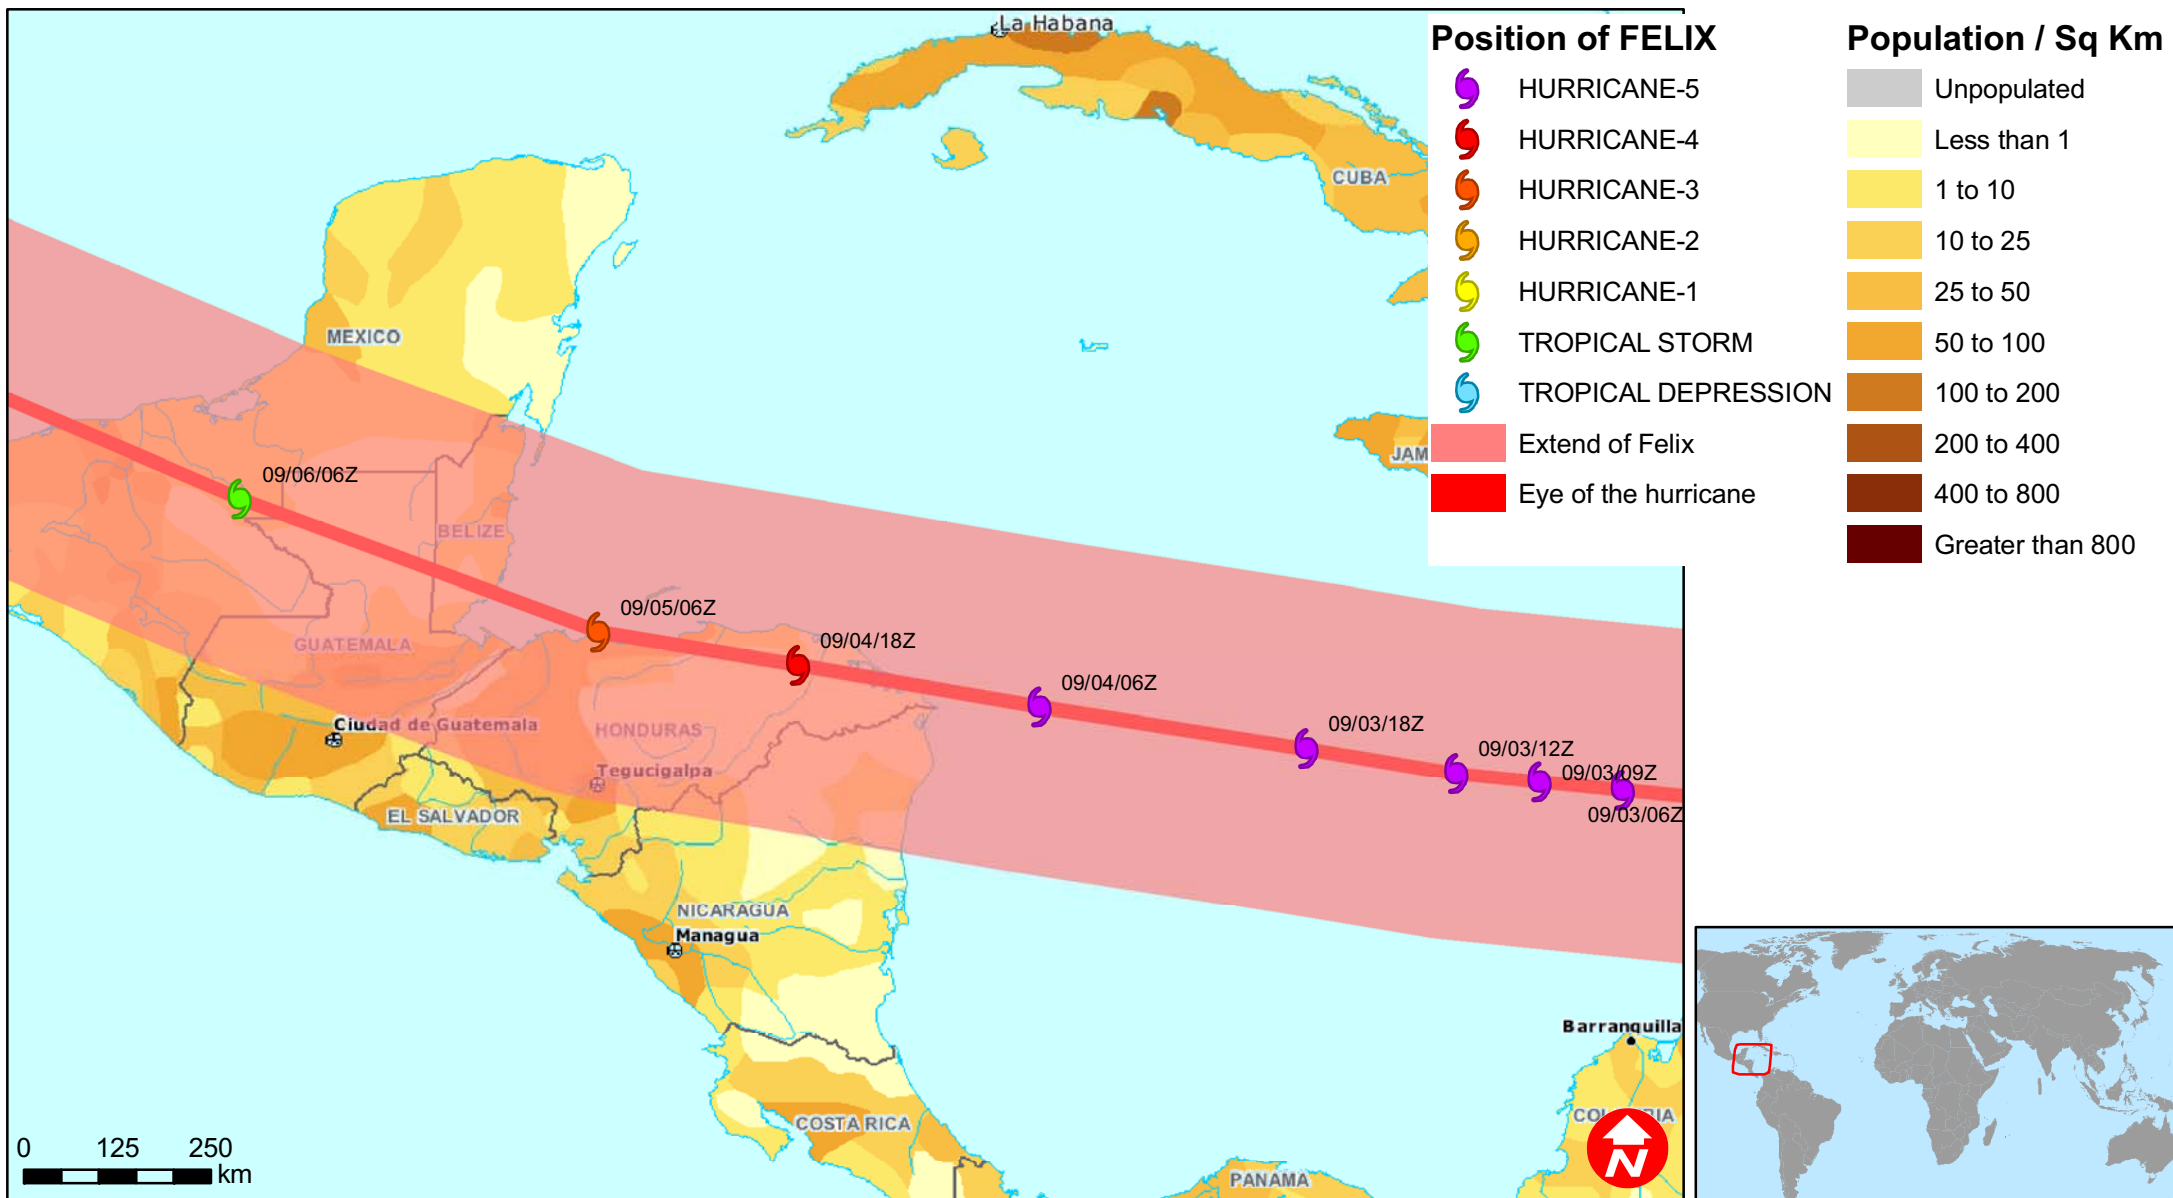 La Habana
CUBA
MEXICO
JAM
BELIZE
GUATEMALA
Ciudad de Guatemala
HONDURAS
Tegucigalpa
EL SALVADOR
NICARAGUA
Managua
COSTA RICA
PANAMA
Barranquilla
09/06/06Z
09/05/06Z
09/04/18Z
09/04/06Z
09/03/18Z
09/03/12Z
09/03/09Z
09/03/06Z
0 125 250
km
N
Position of FELIX
HURRICANE-5
HURRICANE-4
HURRICANE-3
HURRICANE-2
HURRICANE-1
TROPICAL STORM
TROPICAL DEPRESSION
Extend of Felix
Eye of the hurricane
Population / Sq Km
Unpopulated
Less than 1
1 to 10
10 to 25
25 to 50
50 to 100
100 to 200
200 to 400
400 to 800
Greater than 800